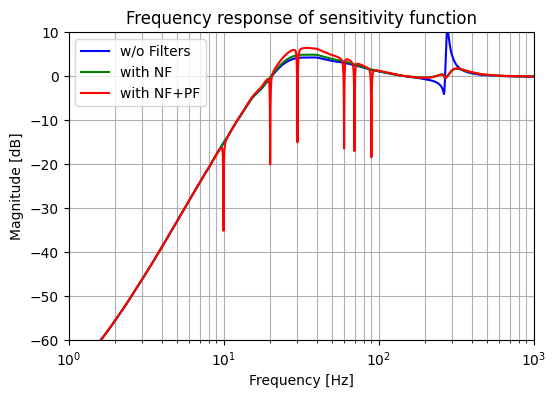 Frequency response of sensitivity function
w/o Filters
with NF
with NF+PF
Magnitude [dB]
10
0
−10
−20
−30
−40
−50
−60
10^0
10^1
10^2
10^3
Frequency [Hz]